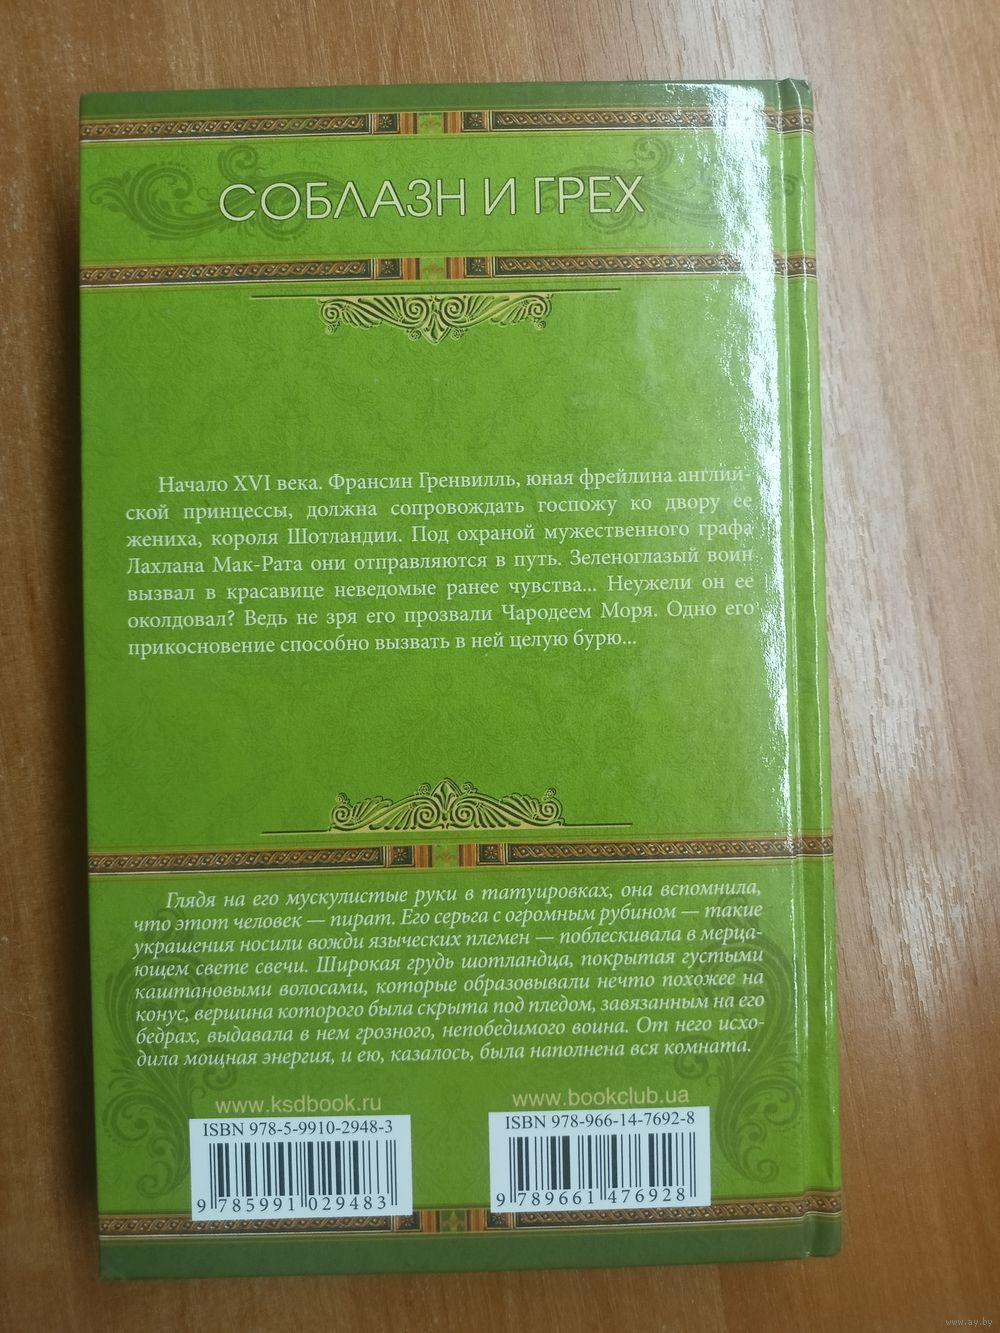 СОБЛАЗН И ГРЕХ
Начало XVI века. Франсин Гренвилль, юная фрейлина англий-
ской принцессы, должна сопровождать госпожу ко двору ее
жениха, короля Шотландии. Под охраной мужественного графа
Лахлана Мак-Рата они отправляются в путь. Зеленоглазый воин
вызвал в красавице неведомые ранее чувства... Неужели он ее
околдовал? Ведь не зря его прозвали Чародеем Моря. Одно его
прикосновение способно вызвать в ней целую бурю...
Глядя на его мускулистые руки в татуировках, она вспомнила,
что этот человек — пират. Его серьга с огромным рубином — такие
украшения носили вожди языческих племен — поблескивала в мерца-
ющем свете свечи. Широкая грудь шотландца, покрытая густыми
каштановыми волосами, которые образовывали нечто похожее на
конус, вершина которого была скрыта под пледом, завязанным на его
бедрах, выдавала в нем грозного, непобедимого воина. От него исхо-
дила мощная энергия, и ею, казалось, была наполнена вся комната.
www.ksdbook.ru
ISBN 978-5-9910-2948-3
9 785991 029483
www.bookclub.ua
ISBN 978-966-14-7692-8
9 789661 476928
www.ay.by